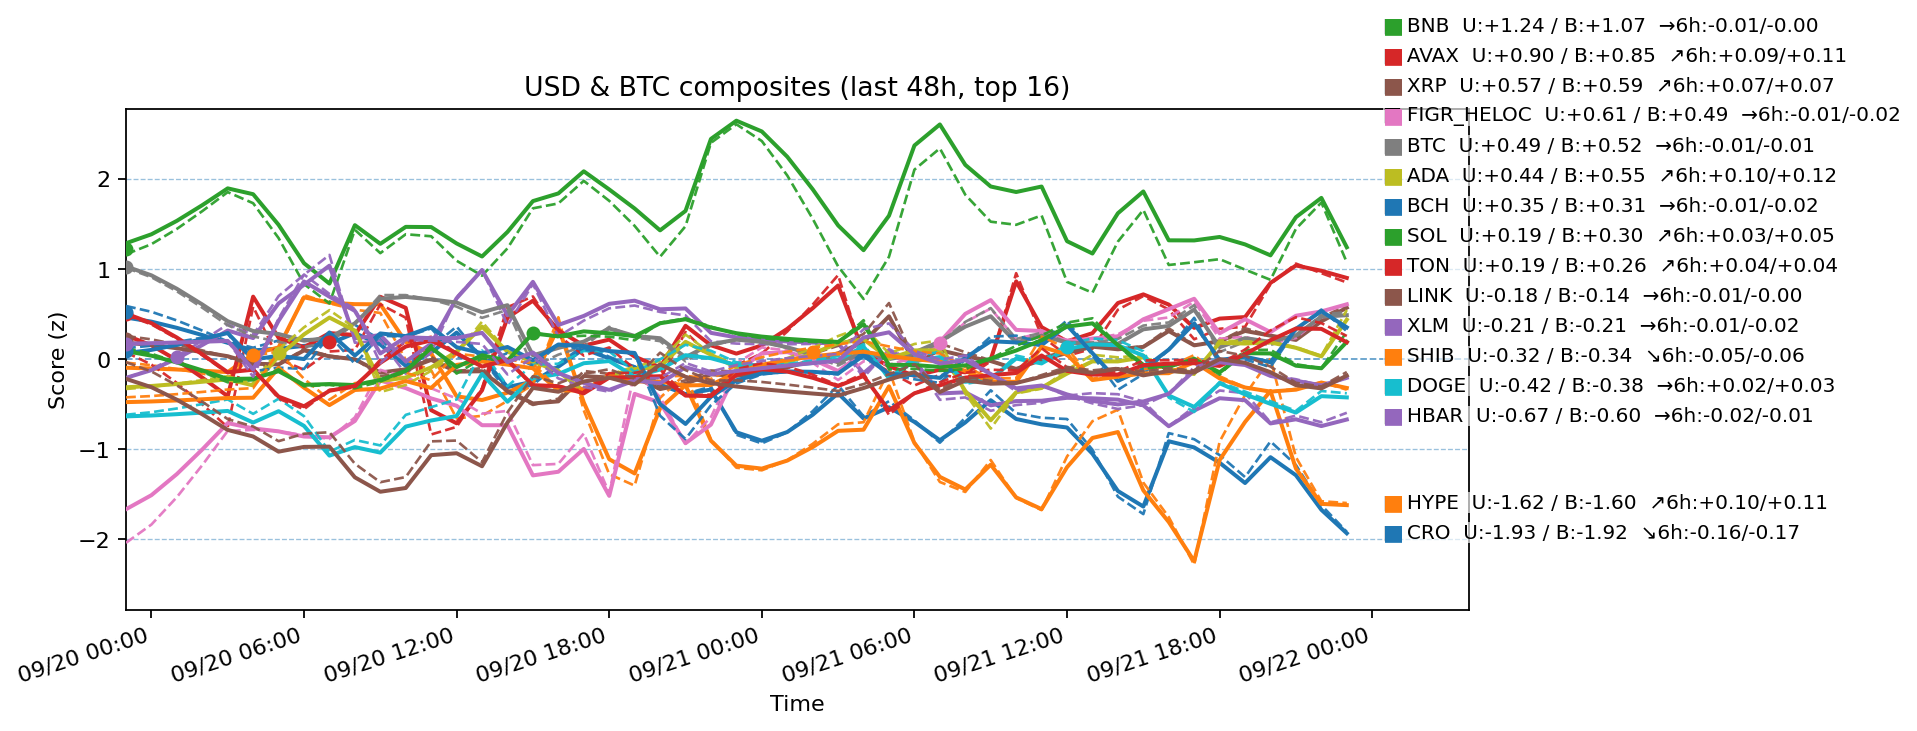 BNB U:+1.24 / B:+1.07 →6h:-0.01/-0.00
AVAX U:+0.90 / B:+0.85 ↗6h:+0.09/+0.11
USD & BTC composites (last 48h, top 16)
XRP U:+0.57 / B:+0.59 ↗6h:+0.07/+0.07
FIGR_HELOC U:+0.61 / B:+0.49 →6h:-0.01/-0.02
BTC U:+0.49 / B:+0.52 →6h:-0.01/-0.01
ADA U:+0.44 / B:+0.55 ↗6h:+0.10/+0.12
BCH U:+0.35 / B:+0.31 →6h:-0.01/-0.02
SOL U:+0.19 / B:+0.30 ↗6h:+0.03/+0.05
TON U:+0.19 / B:+0.26 ↗6h:+0.04/+0.04
LINK U:-0.18 / B:-0.14 →6h:-0.01/-0.00
XLM U:-0.21 / B:-0.21 →6h:-0.01/-0.02
SHIB U:-0.32 / B:-0.34 ↘6h:-0.05/-0.06
DOGE U:-0.42 / B:-0.38 →6h:+0.02/+0.03
HBAR U:-0.67 / B:-0.60 →6h:-0.02/-0.01
HYPE U:-1.62 / B:-1.60 ↗6h:+0.10/+0.11
CRO U:-1.93 / B:-1.92 ↘6h:-0.16/-0.17
Score (z)
2
1
0
−1
−2
09/20 00:00
09/20 06:00
09/20 12:00
09/20 18:00
09/21 00:00
09/21 06:00
09/21 12:00
09/21 18:00
09/22 00:00
Time